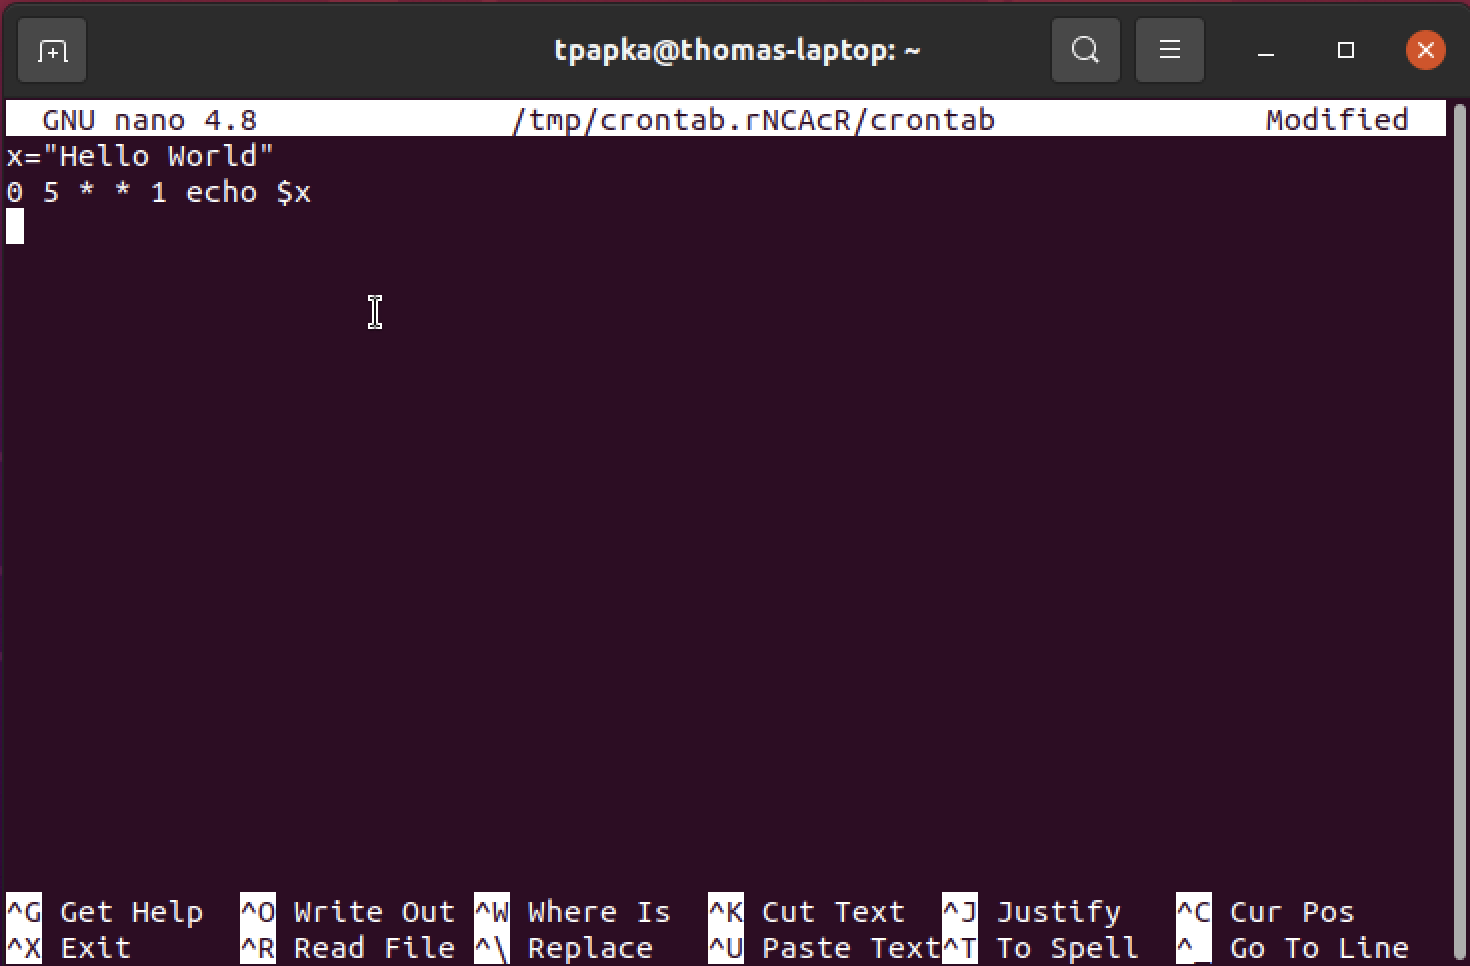 tpapka@thomas-laptop: ~
GNU nano 4.8 /tmp/crontab.rNCAcR/crontab Modified
x="Hello World"
0 5 * * 1 echo $x
^G Get Help ^O Write Out ^W Where Is ^K Cut Text ^J Justify ^C Cur Pos
^X Exit ^R Read File ^\ Replace ^U Paste Text^T To Spell ^_ Go To Line